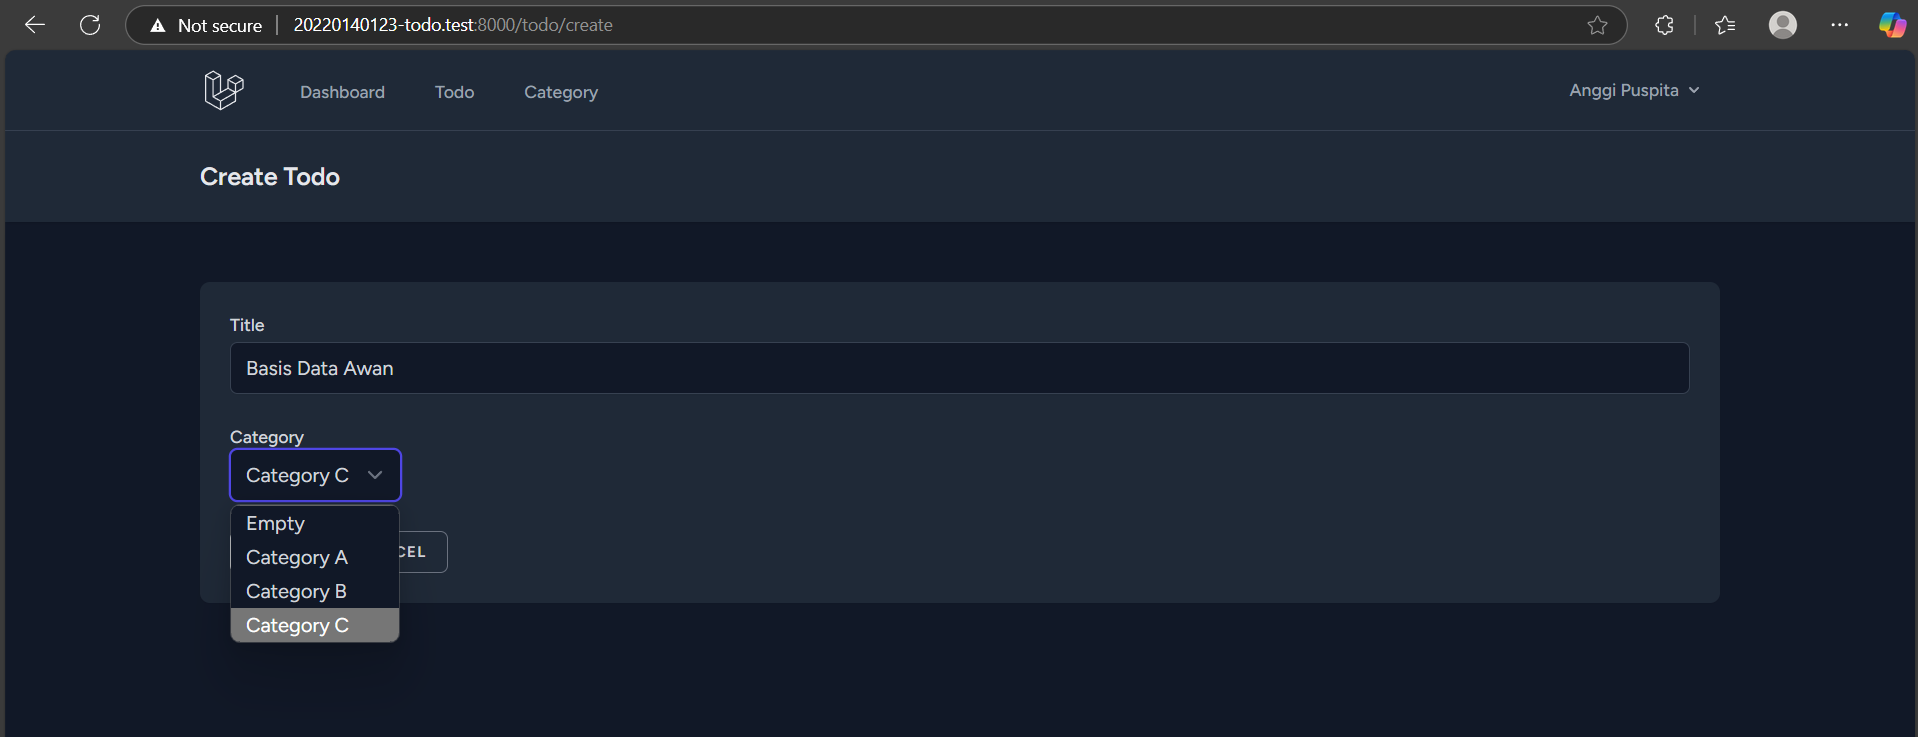 Not secure 20220140123-todo.test:8000/todo/create
Dashboard Todo Category Anggi Puspita
Create Todo
Title
Basis Data Awan
Category
Category C
Empty
Category A
Category B
Category C
CEL